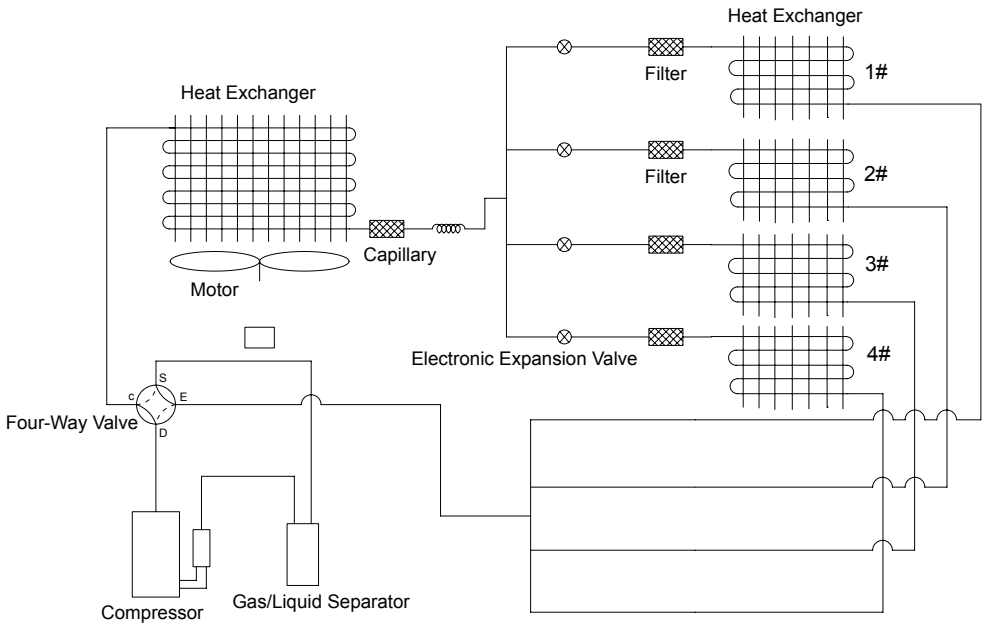 Heat Exchanger
Filter
1#
Heat Exchanger
Filter
2#
Capillary
3#
Motor
Electronic Expansion Valve
4#
S
c
E
Four-Way Valve
D
Compressor
Gas/Liquid Separator